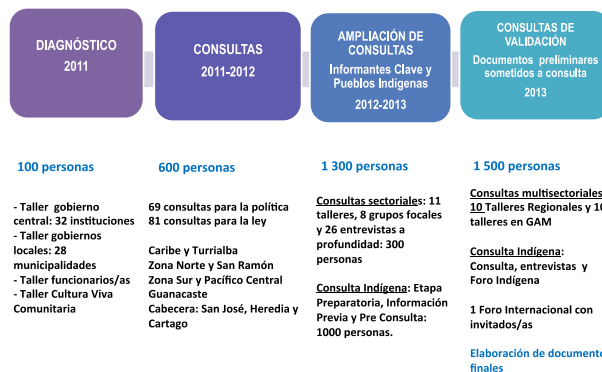 DIAGNÓSTICO
2011
CONSULTAS
2011-2012
AMPLIACIÓN DE
CONSULTAS
Informantes Clave y
Pueblos Indígenas
2012-2013
CONSULTAS DE
VALIDACIÓN
Documentos preliminares
sometidos a consulta
2013
100 personas
- Taller gobierno
central: 32 instituciones
- Taller gobiernos
locales: 28
municipalidades
- Taller funcionarios/as
- Taller Cultura Viva
Comunitaria
600 personas
69 consultas para la política
81 consultas para la ley
Caribe y Turrialba
Zona Norte y San Ramón
Zona Sur y Pacífico Central
Guanacaste
Cabecera: San José, Heredia y
Cartago
1 300 personas
Consultas sectoriales: 11
talleres, 8 grupos focales
y 26 entrevistas a
profundidad: 300
personas
Consulta Indígena: Etapa
Preparatoria, Información
Previa y Pre Consulta:
1000 personas.
1 500 personas
Consultas multisectoriales
10 Talleres Regionales y
talleres en GAM
Consulta Indígena:
Consulta, entrevistas y
Foro Indígena
1 Foro Internacional con
invitados/as
Elaboración de documento
finales